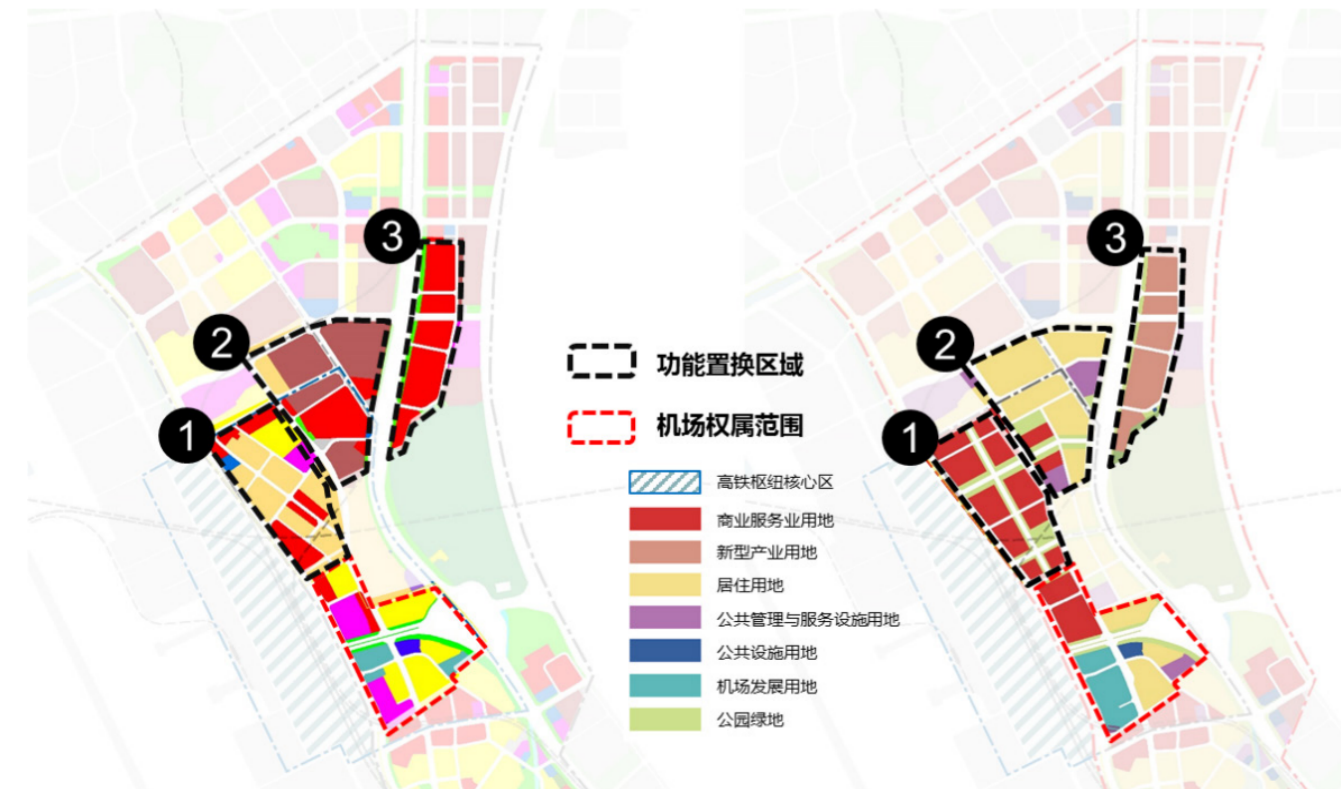 3
2
1
3
2
1
功能置换区域
机场权属范围
高铁枢纽核心区
商业服务业用地
新型产业用地
居住用地
公共管理与服务设施用地
公共设施用地
机场发展用地
公园绿地